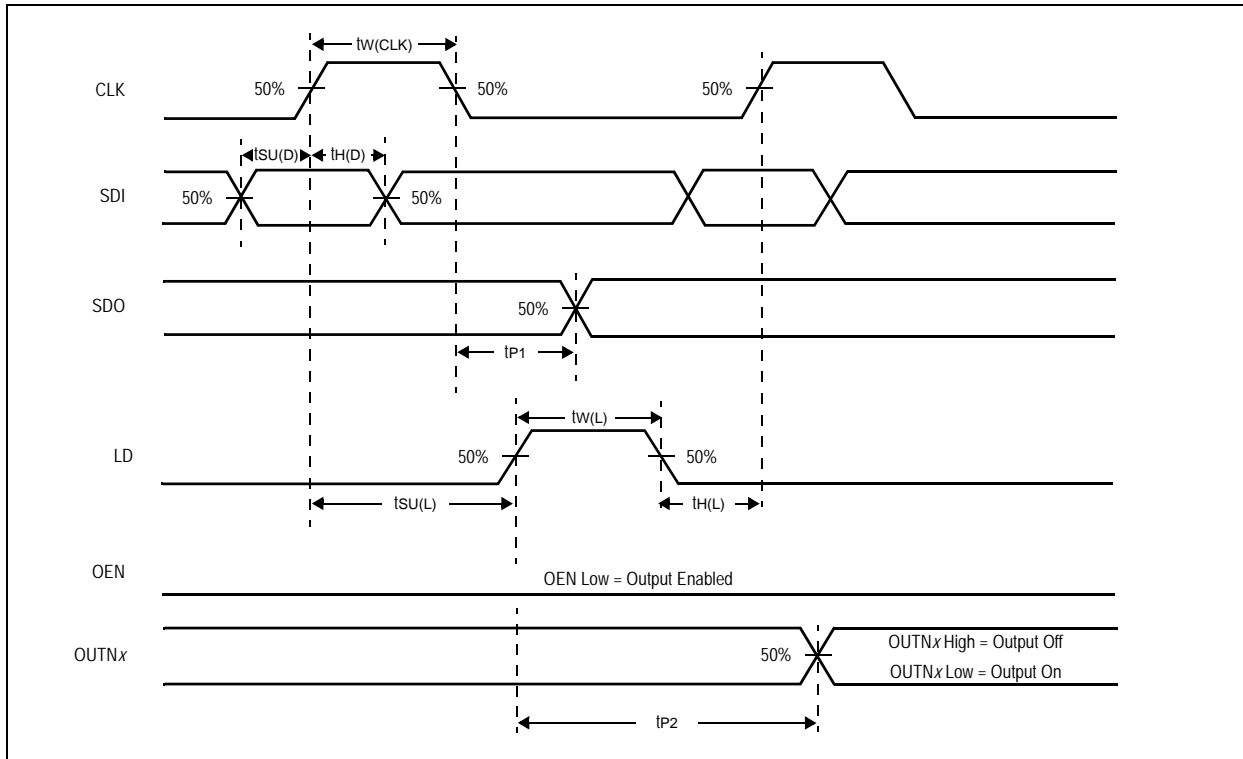 tW(CLK)
CLK
50%
50%
50%
tSU(D)
tH(D)
SDI
50%
50%
SDO
50%
tP1
tW(L)
LD
50%
50%
tSU(L)
tH(L)
OEN
OEN Low = Output Enabled
OUTNx
50%
OUTNx High = Output Off
OUTNx Low = Output On
tP2